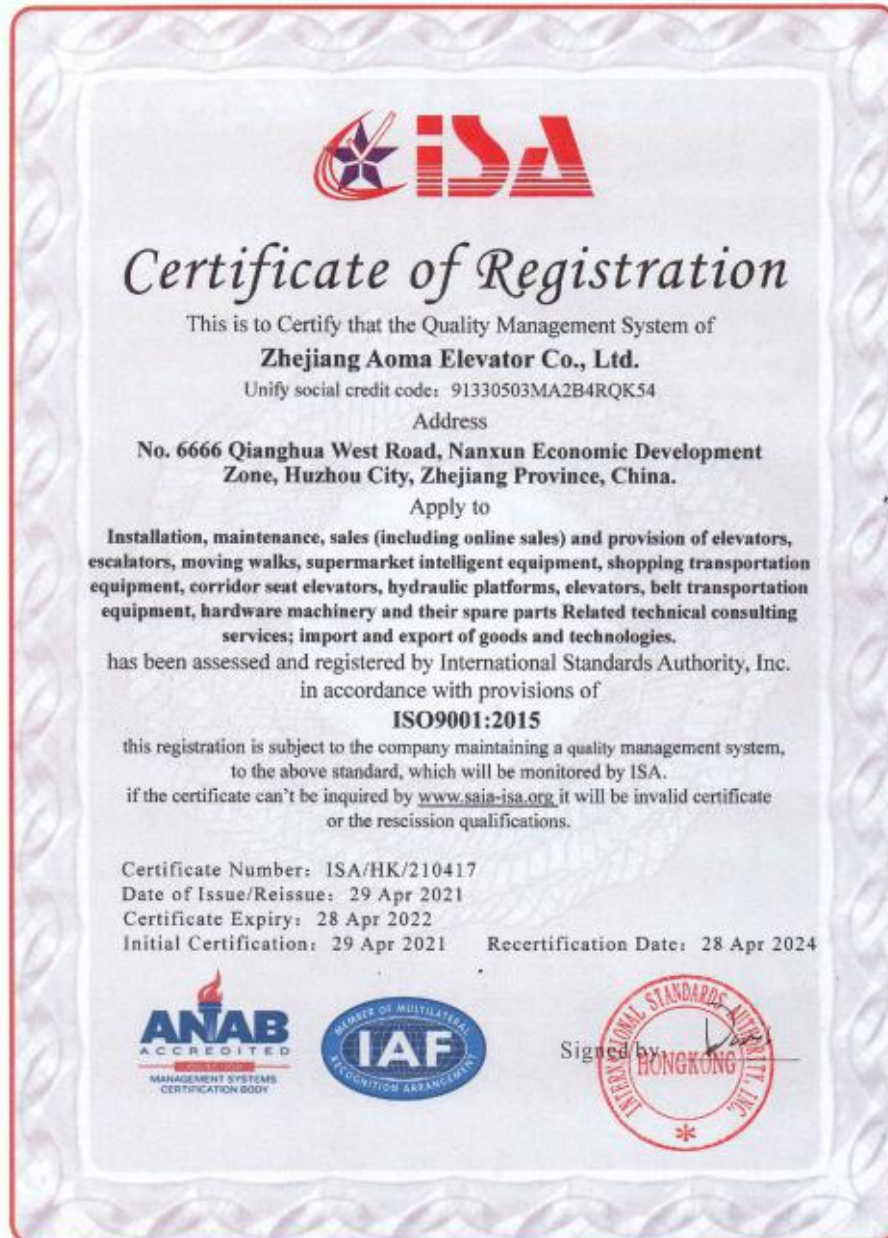 iSA
Certificate of Registration
This is to Certify that the Quality Management System of
Zhejiang Aoma Elevator Co., Ltd.
Unify social credit code: 91330503MA2B4RQK54
Address
No. 6666 Qianghua West Road, Nanxun Economic Development
Zone, Huzhou City, Zhejiang Province, China.
Apply to
Installation, maintenance, sales (including online sales) and provision of elevators,
escalators, moving walks, supermarket intelligent equipment, shopping transportation
equipment, corridor seat elevators, hydraulic platforms, elevators, belt transportation
equipment, hardware machinery and their spare parts Related technical consulting
services; import and export of goods and technologies.
has been assessed and registered by International Standards Authority, Inc.
in accordance with provisions of
ISO9001:2015
this registration is subject to the company maintaining a quality management system,
to the above standard, which will be monitored by ISA.
if the certificate can't be inquired by www.saia-isa.org it will be invalid certificate
or the rescission qualifications.
Certificate Number: ISA/HK/210417
Date of Issue/Reissue: 29 Apr 2021
Certificate Expiry: 28 Apr 2022
Initial Certification: 29 Apr 2021 Recertification Date: 28 Apr 2024
ANAB
ACCREDITED
MANAGEMENT SYSTEMS
CERTIFICATION BODY
MEMBER OF MULTILATERAL
IAF
RECOGNITION ARRANGEMENT
Signed by:
INTERNATIONAL STANDARDS AUTHORITY, INC.
HONGKONG